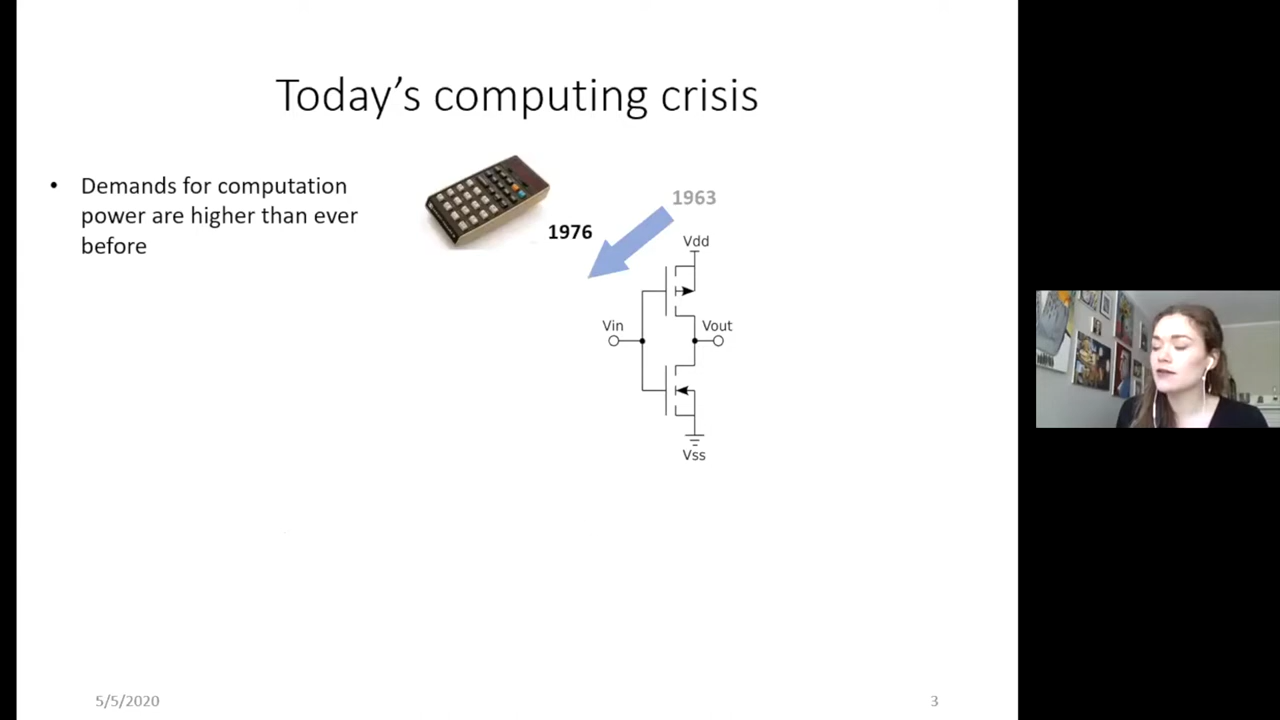 Today's computing crisis
• Demands for computation
power are higher than ever
before
1976
1963
Vdd
Vin
Vout
Vss
5/5/2020
3